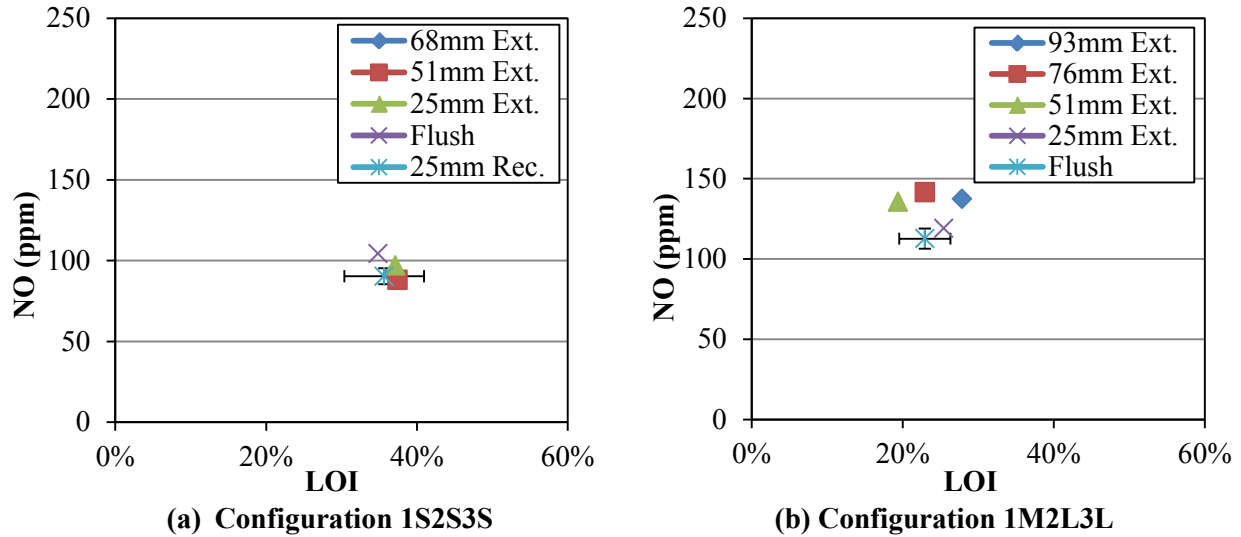 250
200
150
100
50
0
NO (ppm)
68mm Ext.
51mm Ext.
25mm Ext.
Flush
25mm Rec.
0% 20% 40% 60%
LOI
(a) Configuration 1S2S3S
250
200
150
100
50
0
NO (ppm)
93mm Ext.
76mm Ext.
51mm Ext.
25mm Ext.
Flush
0% 20% 40% 60%
LOI
(b) Configuration 1M2L3L